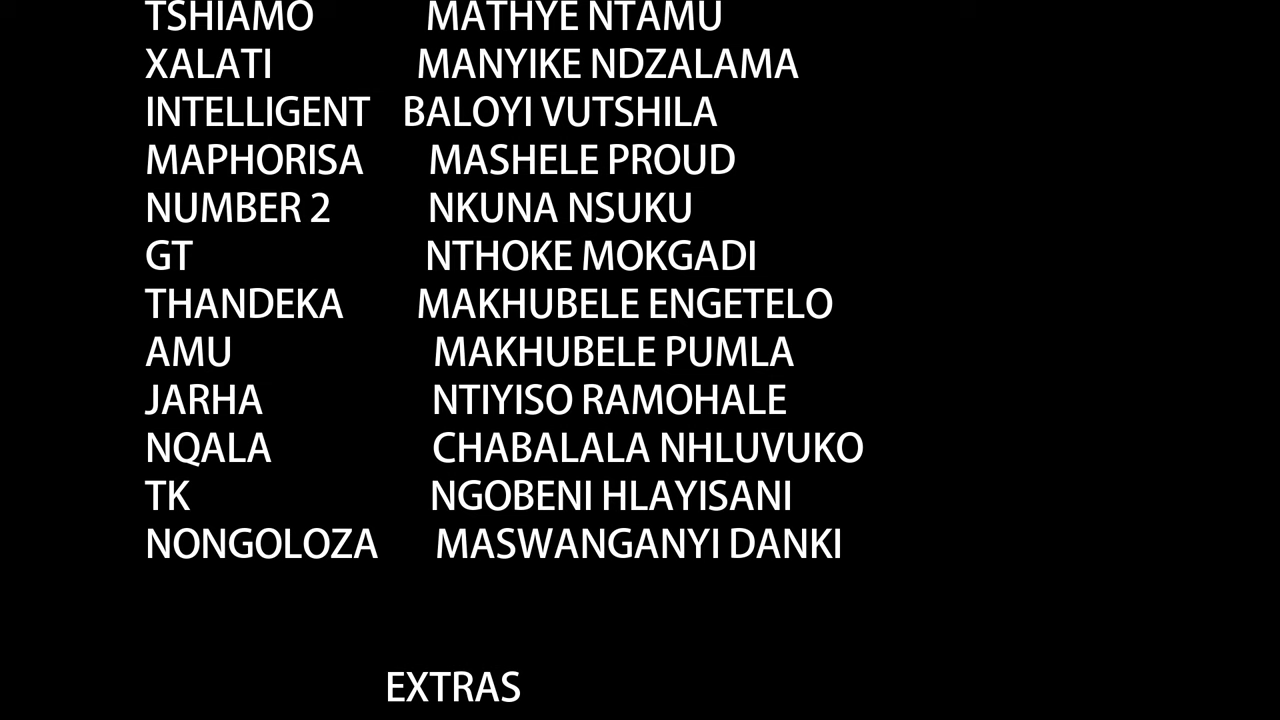 TSHIAMO MATHYE NTAMU
XALATI MANYIKE NDZALAMA
INTELLIGENT BALOYI VUTSHILA
MAPHORISA MASHELE PROUD
NUMBER 2 NKUNA NSUKU
GT NTHOKE MOKGADI
THANDEKA MAKHUBELE ENGETELO
AMU MAKHUBELE PUMLA
JARHA NTIYISO RAMOHALE
NQALA CHABALALA NHLUVUKO
TK NGOBENI HLAYISANI
NONGOLOZA MASWANGANYI DANKI
EXTRAS